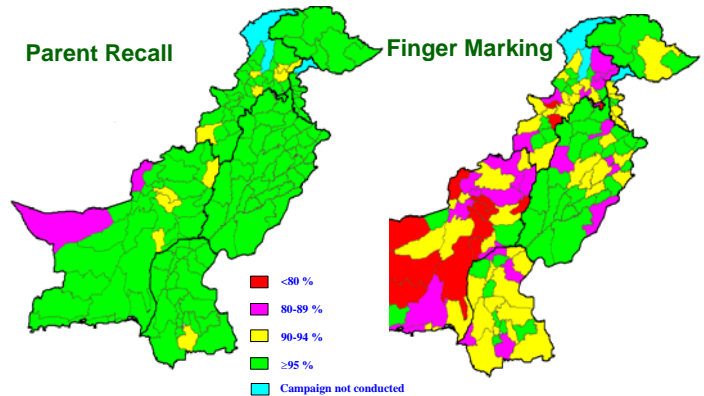 Parent Recall
Finger Marking
<80 %
80-89 %
90-94 %
≥95 %
Campaign not conducted